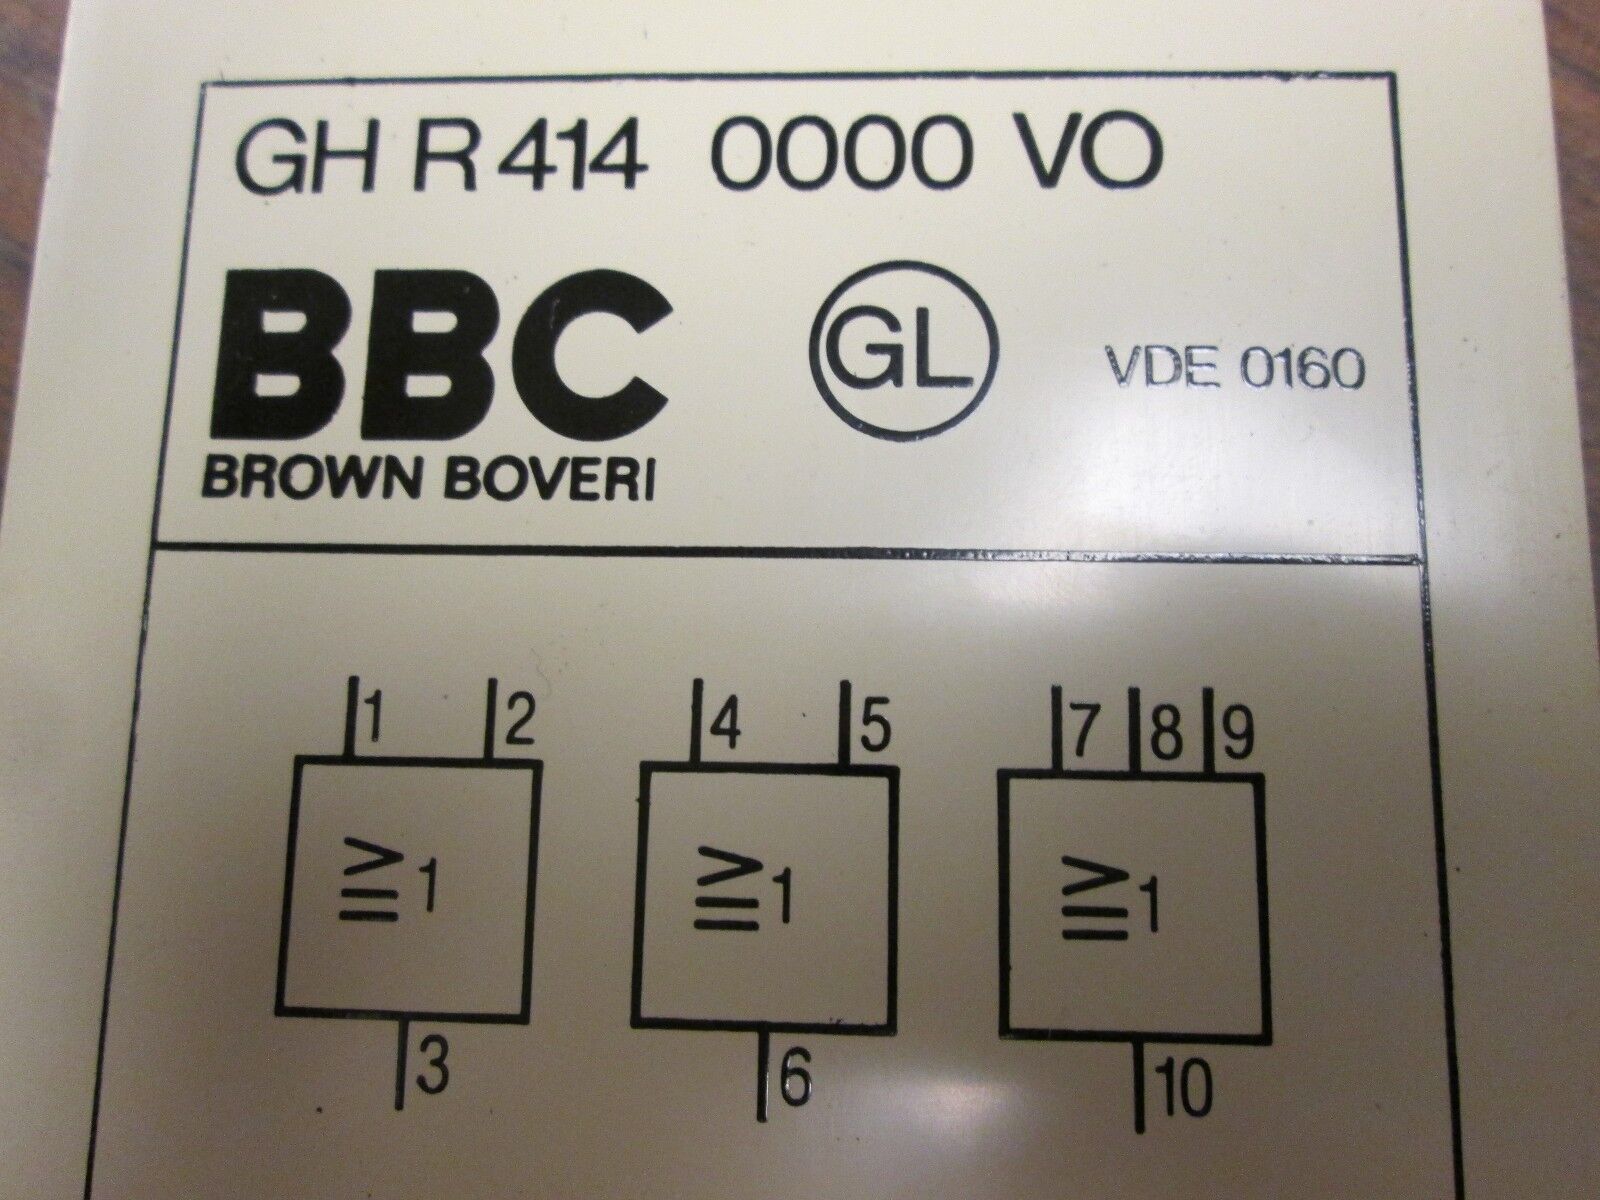 GH R 414 0000 VO
BBC
BROWN BOVERI
GL
VDE 0160
1 2 4 5 7 8 9
≧1 ≧1 ≧1
3 6 10